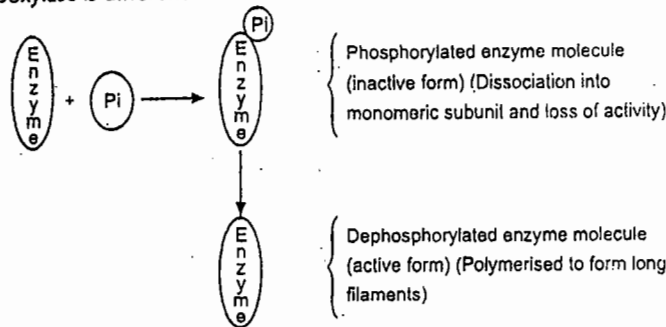 Enzyme + Pi
Enzyme Pi
Phosphorylated enzyme molecule
(inactive form) (Dissociation into
monomeric subunit and loss of activity)
Enzyme
Dephosphorylated enzyme molecule
(active form) (Polymerised to form long
filaments)